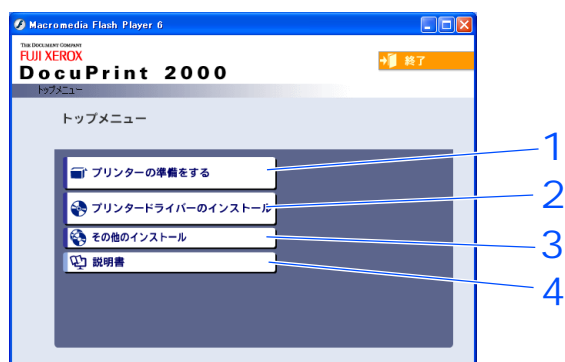 Macromedia Flash Player 6
THE DOCUMENT COMPANY
FUJI XEROX
DocuPrint 2000
終了
トップメニュー
トップメニュー
プリンターの準備をする
プリンタードライバーのインストール
その他のインストール
説明書
1
2
3
4